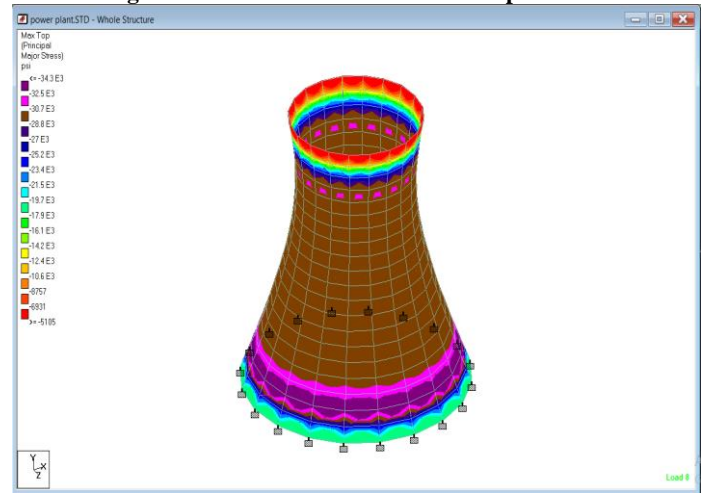 power plant.STD - Whole Structure
Max Top
(Principal
Major Stress)
psi
<= -34.3 E3
-32.5 E3
-30.7 E3
-28.8 E3
-27 E3
-25.2 E3
-23.4 E3
-21.5 E3
-19.7 E3
-17.9 E3
-16.1 E3
-14.2 E3
-12.4 E3
-10.6 E3
-8757
-6931
>= -5105
Y
X
Z
Load 8